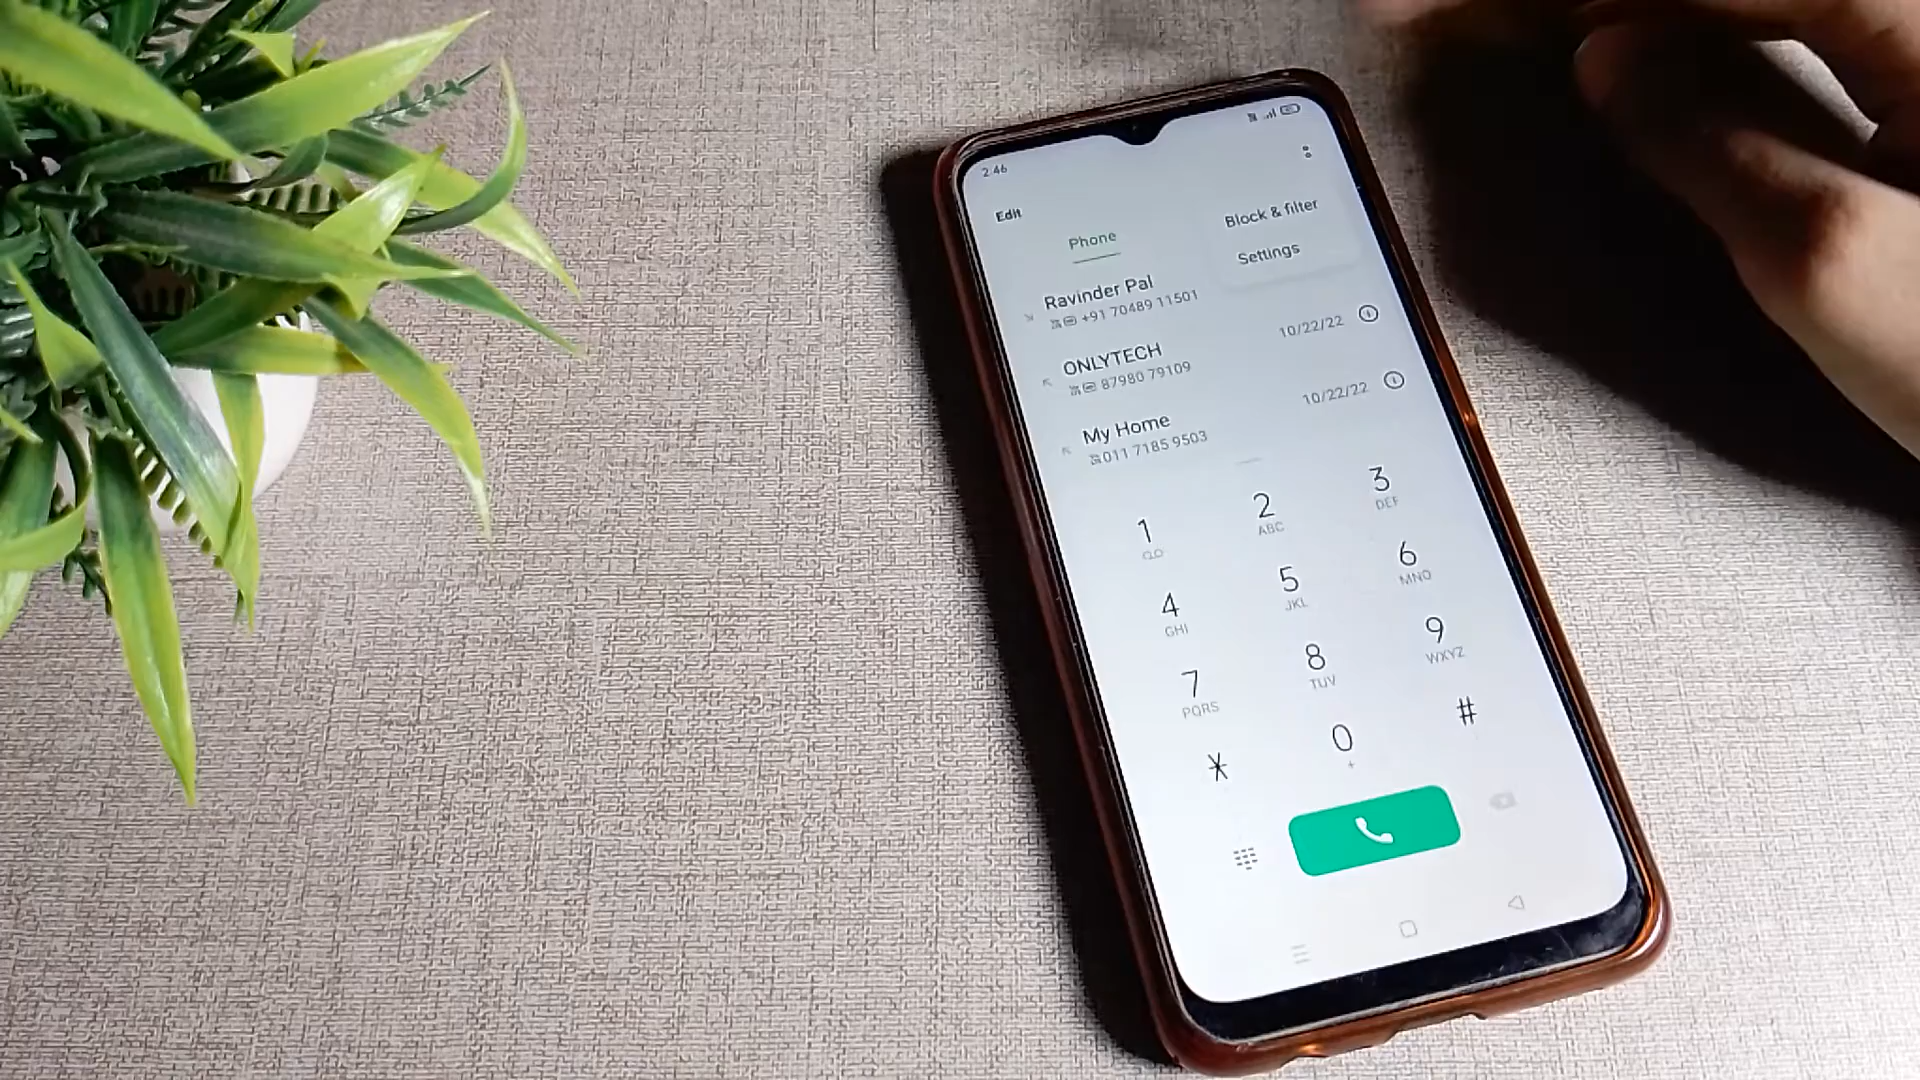 2:46
Edit
Block & filter
Phone
Settings
Ravinder Pal
+91 70489 11501
ONLYTECH
10/22/22
87980 79109
My Home
10/22/22
011 7185 9503
1
2
ABC
3
DEF
4
GHI
5
JKL
6
MNO
7
PQRS
8
TUV
9
WXYZ
*
0
+
#